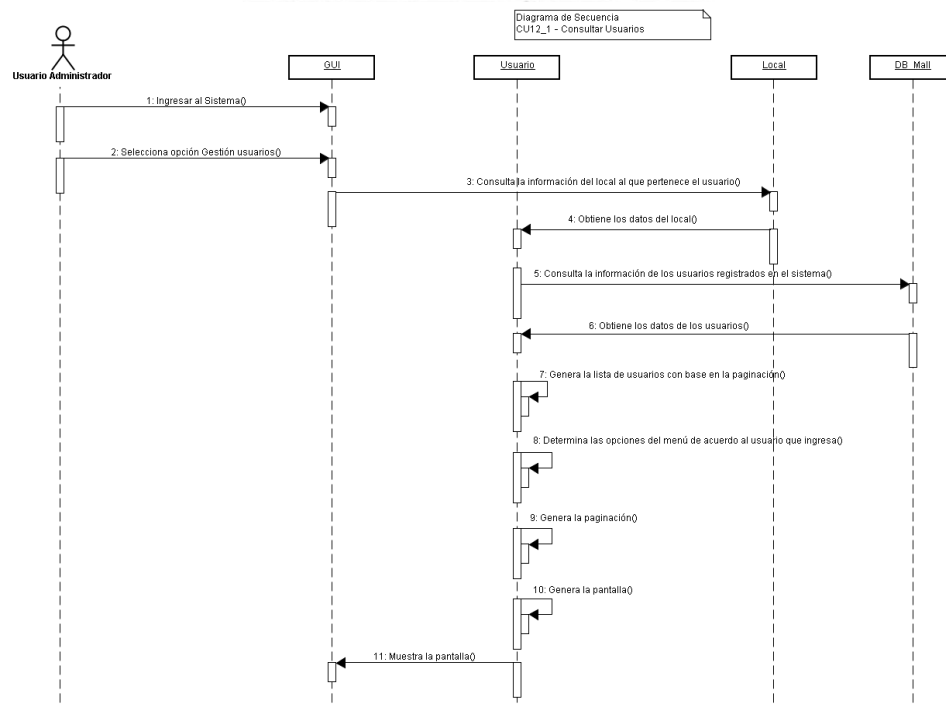 Diagrama de Secuencia
CU12_1 - Consultar Usuarios
Usuario Administrador
GUI
Usuario
Local
DB_Mall
1: Ingresar al Sistema()
2: Selecciona opción Gestión usuarios()
3: Consulta la información del local al que pertenece el usuario()
4: Obtiene los datos del local()
5: Consulta la información de los usuarios registrados en el sistema()
6: Obtiene los datos de los usuarios()
7: Genera la lista de usuarios con base en la paginación()
8: Determina las opciones del menú de acuerdo al usuario que ingresa()
9: Genera la paginación()
10: Genera la pantalla()
11: Muestra la pantalla()